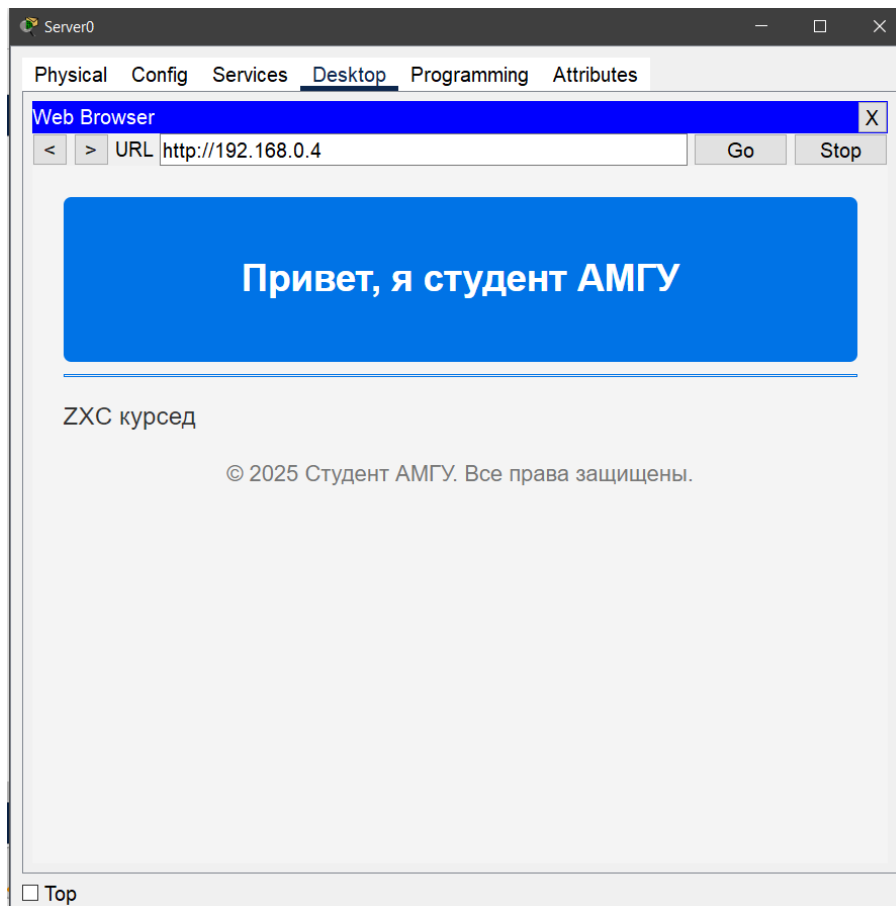 Server0
Physical Config Services Desktop Programming Attributes
Web Browser X
< > URL http://192.168.0.4 Go Stop
Привет, я студент АМГУ
ZXC курсед
© 2025 Студент АМГУ. Все права защищены.
Top